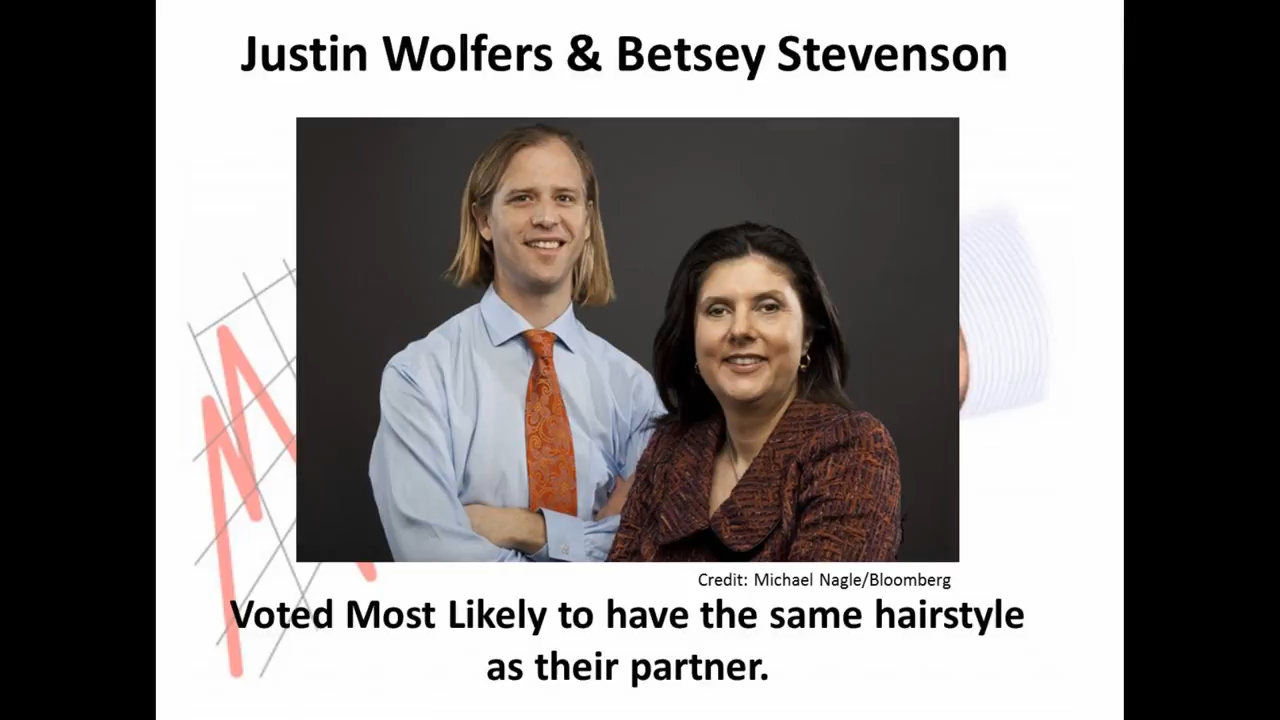 Justin Wolfers & Betsey Stevenson
Credit: Michael Nagle/Bloomberg
Voted Most Likely to have the same hairstyle
as their partner.